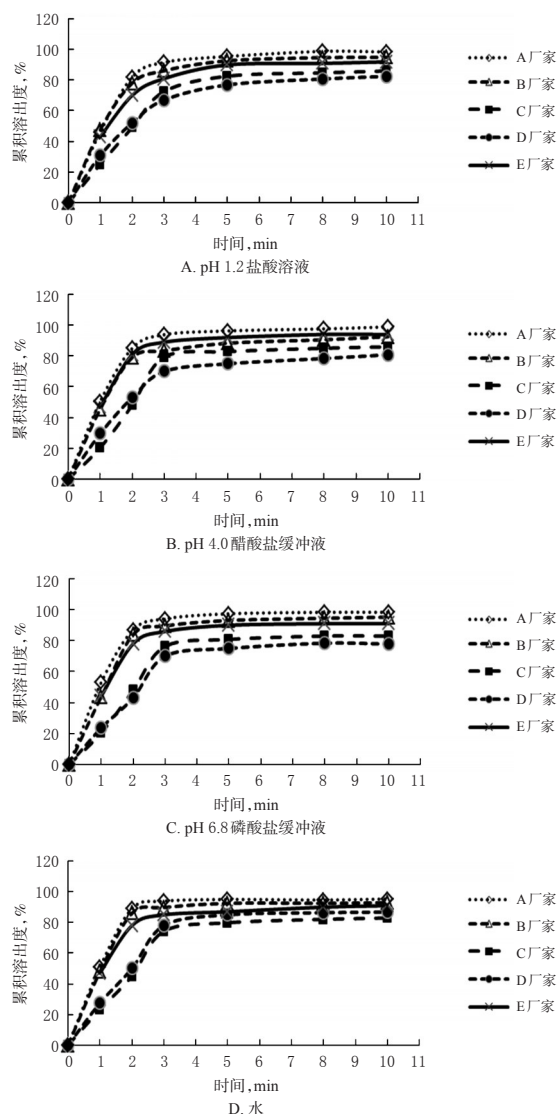 120
100
80
60
40
20
0
累积溶出度, %
0 1 2 3 4 5 6 7 8 9 10 11
时间,min
A厂家
B厂家
C厂家
D厂家
E厂家
A. pH 1.2盐酸溶液
120
100
80
60
40
20
0
累积溶出度, %
0 1 2 3 4 5 6 7 8 9 10 11
时间,min
A厂家
B厂家
C厂家
D厂家
E厂家
B. pH 4.0醋酸盐缓冲液
120
100
80
60
40
20
0
累积溶出度, %
0 1 2 3 4 5 6 7 8 9 10 11
时间,min
A厂家
B厂家
C厂家
D厂家
E厂家
C. pH 6.8磷酸盐缓冲液
120
100
80
60
40
20
0
累积溶出度, %
0 1 2 3 4 5 6 7 8 9 10 11
时间,min
A厂家
B厂家
C厂家
D厂家
E厂家
D. 水